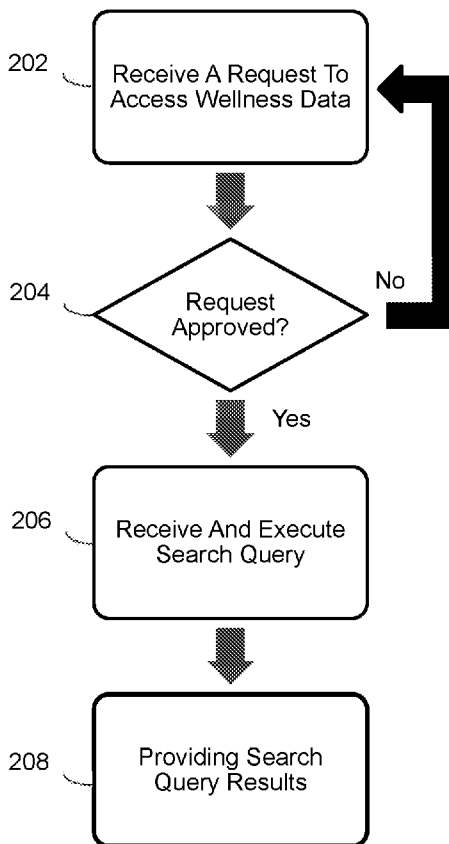 202
Receive A Request To
Access Wellness Data
204
Request
Approved?
No
Yes
206
Receive And Execute
Search Query
208
Providing Search
Query Results